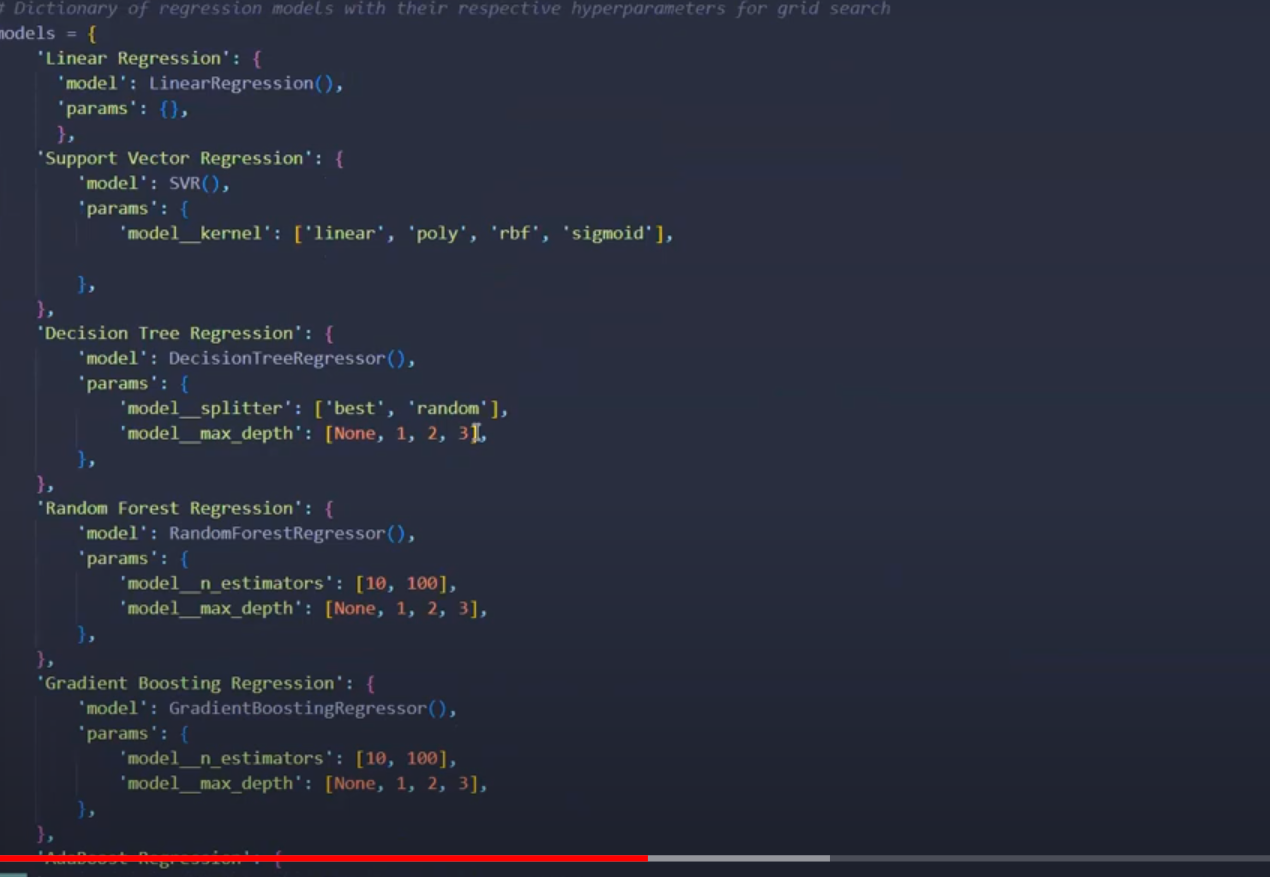 # Dictionary of regression models with their respective hyperparameters for grid search
models = {
    'Linear Regression': {
      'model': LinearRegression(),
      'params': {},
      },
    'Support Vector Regression': {
        'model': SVR(),
        'params': {
            'model__kernel': ['linear', 'poly', 'rbf', 'sigmoid'],
        },
    },
    'Decision Tree Regression': {
        'model': DecisionTreeRegressor(),
        'params': {
            'model__splitter': ['best', 'random'],
            'model__max_depth': [None, 1, 2, 3],
        },
    },
    'Random Forest Regression': {
        'model': RandomForestRegressor(),
        'params': {
            'model__n_estimators': [10, 100],
            'model__max_depth': [None, 1, 2, 3],
        },
    },
    'Gradient Boosting Regression': {
        'model': GradientBoostingRegressor(),
        'params': {
            'model__n_estimators': [10, 100],
            'model__max_depth': [None, 1, 2, 3],
        },
    },
    'AdaBoost Regression': {